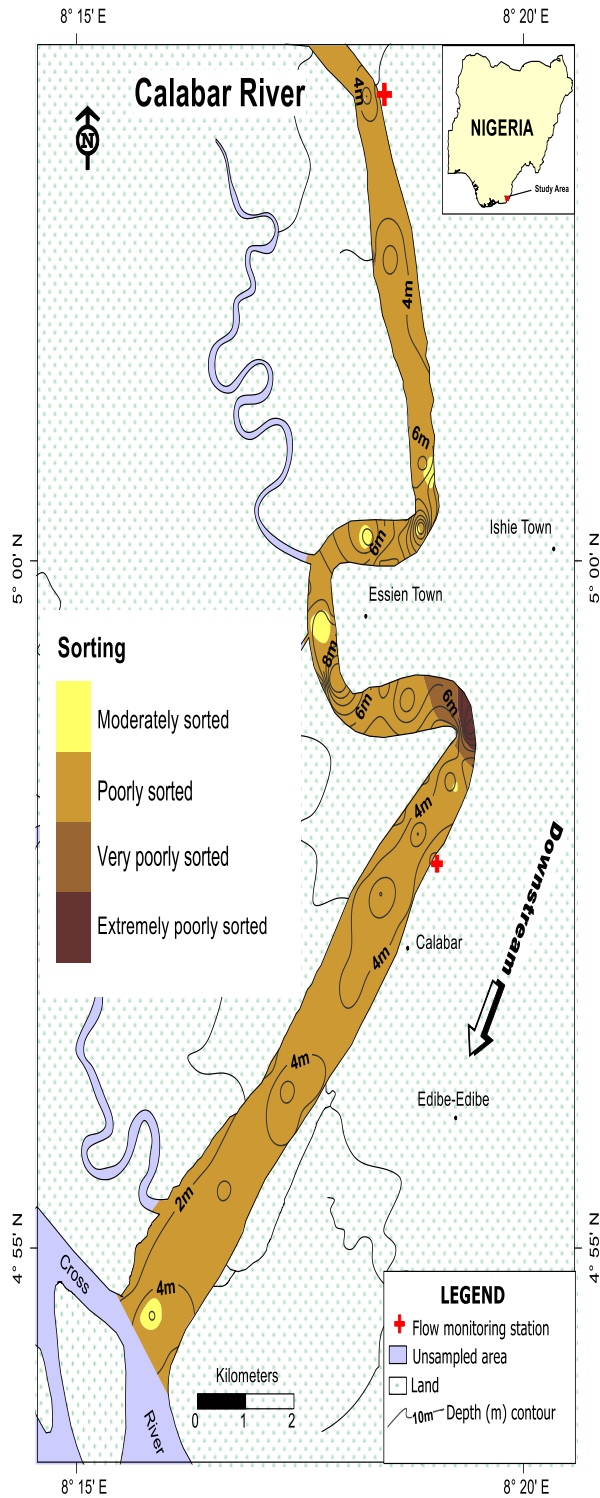 8° 15' E
8° 20' E
Calabar River
N
NIGERIA
Study Area
4m
4m
6m
6m
Ishie Town
5° 00' N
5° 00' N
Essien Town
8m
6m
6m
Sorting
Moderately sorted
Poorly sorted
Very poorly sorted
Extremely poorly sorted
4m
Downstream
4m
Calabar
4m
Edibe-Edibe
2m
4° 55' N
4° 55' N
Cross
River
4m
Kilometers
0 1 2
LEGEND
Flow monitoring station
Unsampled area
Land
10m Depth (m) contour
8° 15' E
8° 20' E